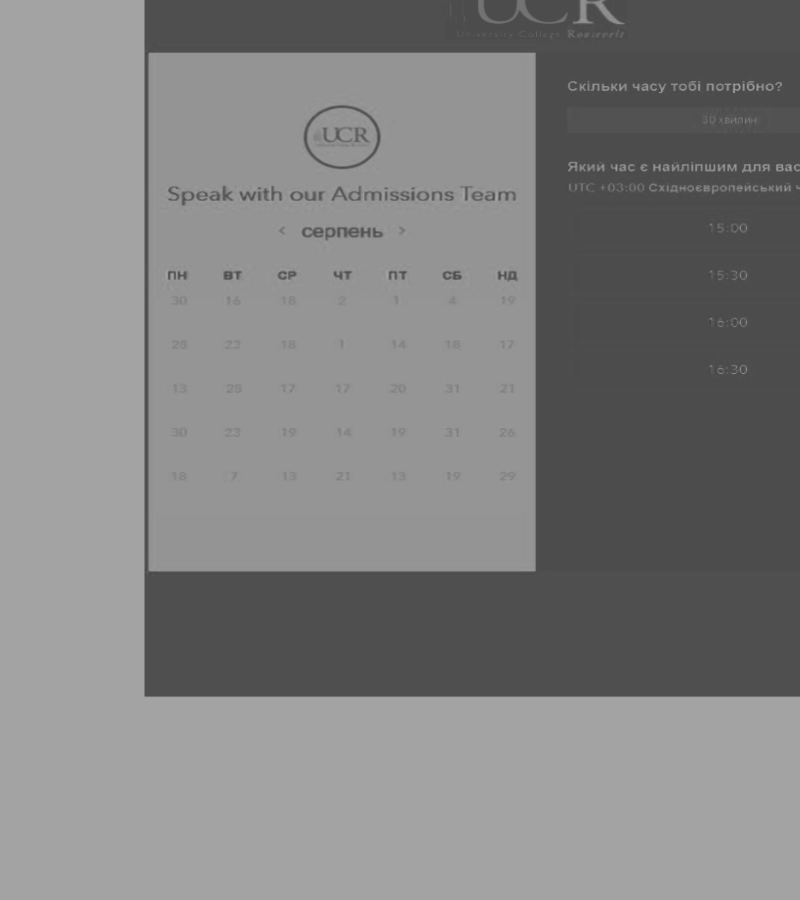 UCR
University College Roosevelt
UCR
Speak with our Admissions Team
‹ серпень ›
ПН ВТ СР ЧТ ПТ СБ НД
30 16 18 2 1 4 19
23 18 1 14 18 17
13 25 17 17 20 31 21
30 23 19 14 19 31 26
18 7 13 21 13 19 29
Скільки часу тобі потрібно?
30 хвилин
Який час є найліпшим для вас
UTC +03:00 Східноєвропейський ч
15:00
15:30
16:00
16:30